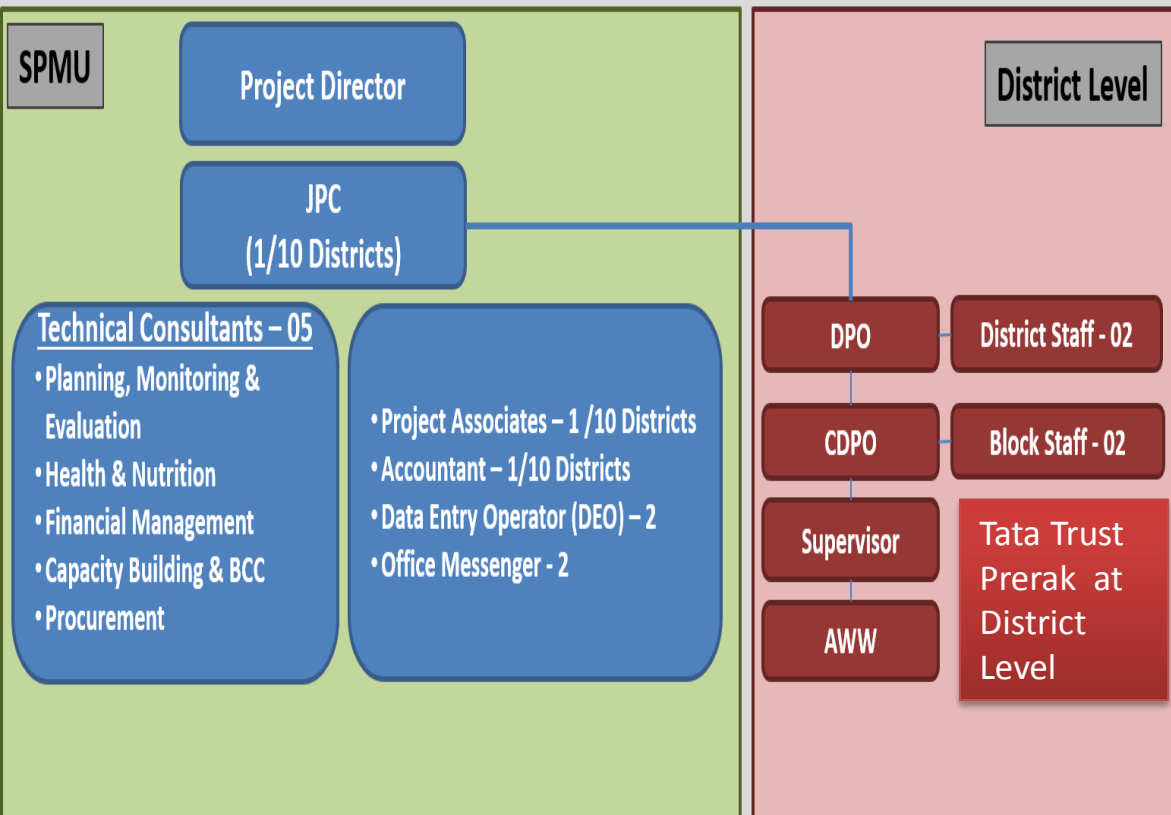 SPMU
Project Director
JPC
(1/10 Districts)
Technical Consultants – 05
• Planning, Monitoring &
Evaluation
• Health & Nutrition
• Financial Management
• Capacity Building & BCC
• Procurement
• Project Associates – 1 /10 Districts
• Accountant – 1/10 Districts
• Data Entry Operator (DEO) – 2
• Office Messenger - 2
District Level
DPO
District Staff - 02
CDPO
Block Staff - 02
Supervisor
AWW
Tata Trust
Prerak at
District
Level